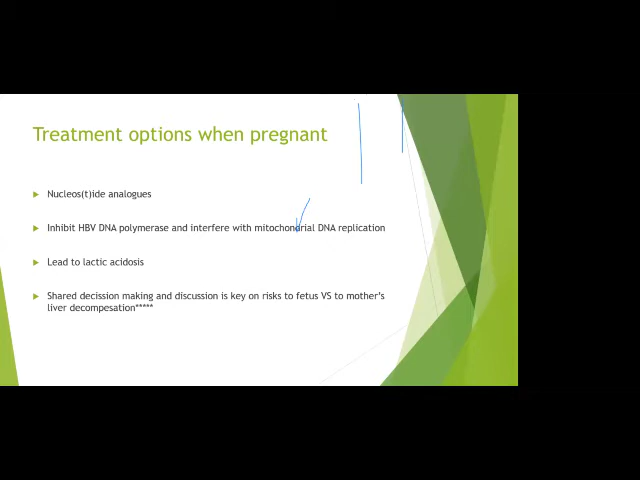 Treatment options when pregnant
Nucleos(t)ide analogues
Inhibit HBV DNA polymerase and interfere with mitochondrial DNA replication
Lead to lactic acidosis
Shared decission making and discussion is key on risks to fetus VS to mother's
liver decompesation*****